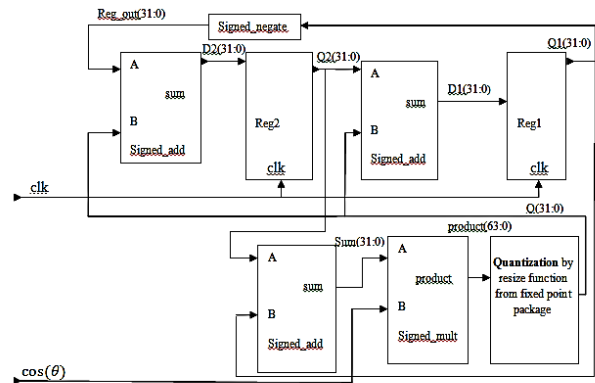 Reg_out(31:0)
Signed_negate
Q1(31:0)
D2(31:0)
Q2(31:0)
A
sum
B
Signed_add
Reg2
clk
A
sum
B
Signed_add
D1(31:0)
Reg1
clk
clk
Q(31:0)
product(63:0)
Sum(31:0)
A
sum
B
Signed_add
A
product
B
Signed_mult
Quantization by
resize function
from fixed point
package
cos(θ)